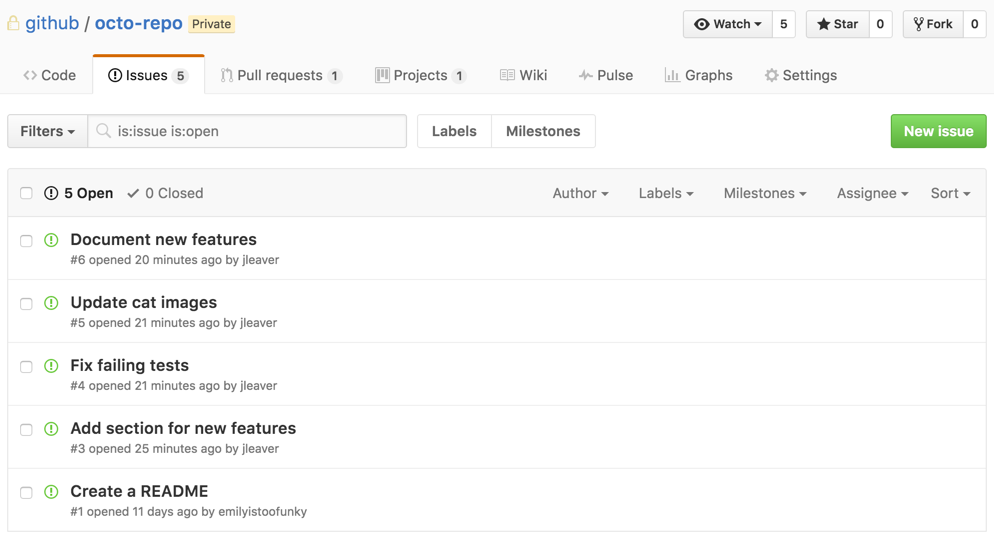 github / octo-repo Private Watch 5 Star 0 Fork 0
Code Issues 5 Pull requests 1 Projects 1 Wiki Pulse Graphs Settings
Filters is:issue is:open Labels Milestones New issue
5 Open 0 Closed Author Labels Milestones Assignee Sort
Document new features
#6 opened 20 minutes ago by jleaver
Update cat images
#5 opened 21 minutes ago by jleaver
Fix failing tests
#4 opened 21 minutes ago by jleaver
Add section for new features
#3 opened 25 minutes ago by jleaver
Create a README
#1 opened 11 days ago by emilyistoofunky